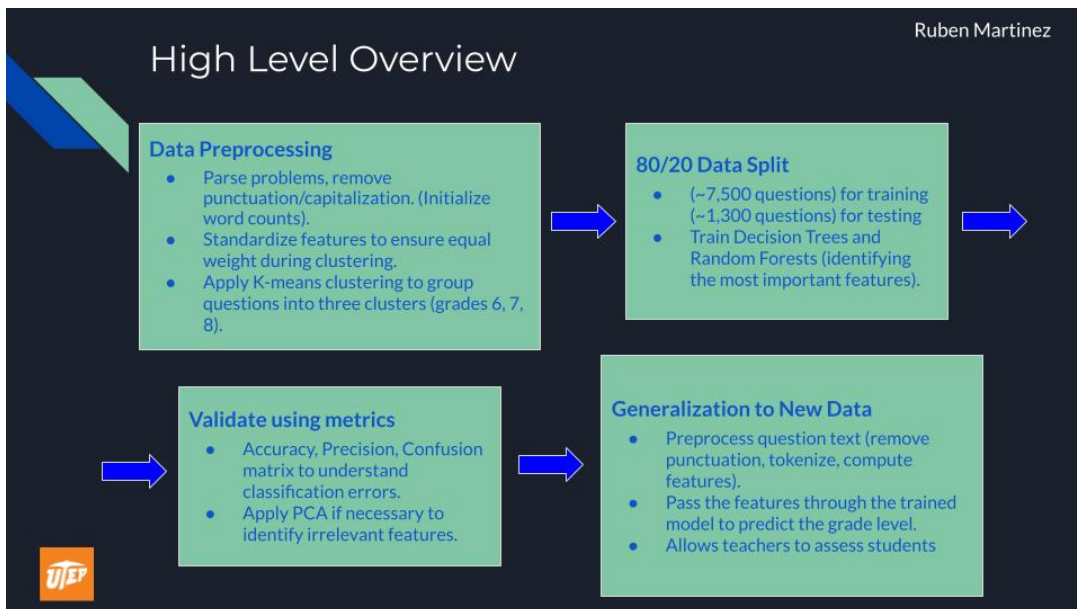 Ruben Martinez
High Level Overview
Data Preprocessing
● Parse problems, remove
punctuation/capitalization. (Initialize
word counts).
● Standardize features to ensure equal
weight during clustering.
● Apply K-means clustering to group
questions into three clusters (grades 6, 7,
8).
80/20 Data Split
● (~7,500 questions) for training
(~1,300 questions) for testing
● Train Decision Trees and
Random Forests (identifying
the most important features).
Validate using metrics
● Accuracy, Precision, Confusion
matrix to understand
classification errors.
● Apply PCA if necessary to
identify irrelevant features.
Generalization to New Data
● Preprocess question text (remove
punctuation, tokenize, compute
features).
● Pass the features through the trained
model to predict the grade level.
● Allows teachers to assess students
UTEP